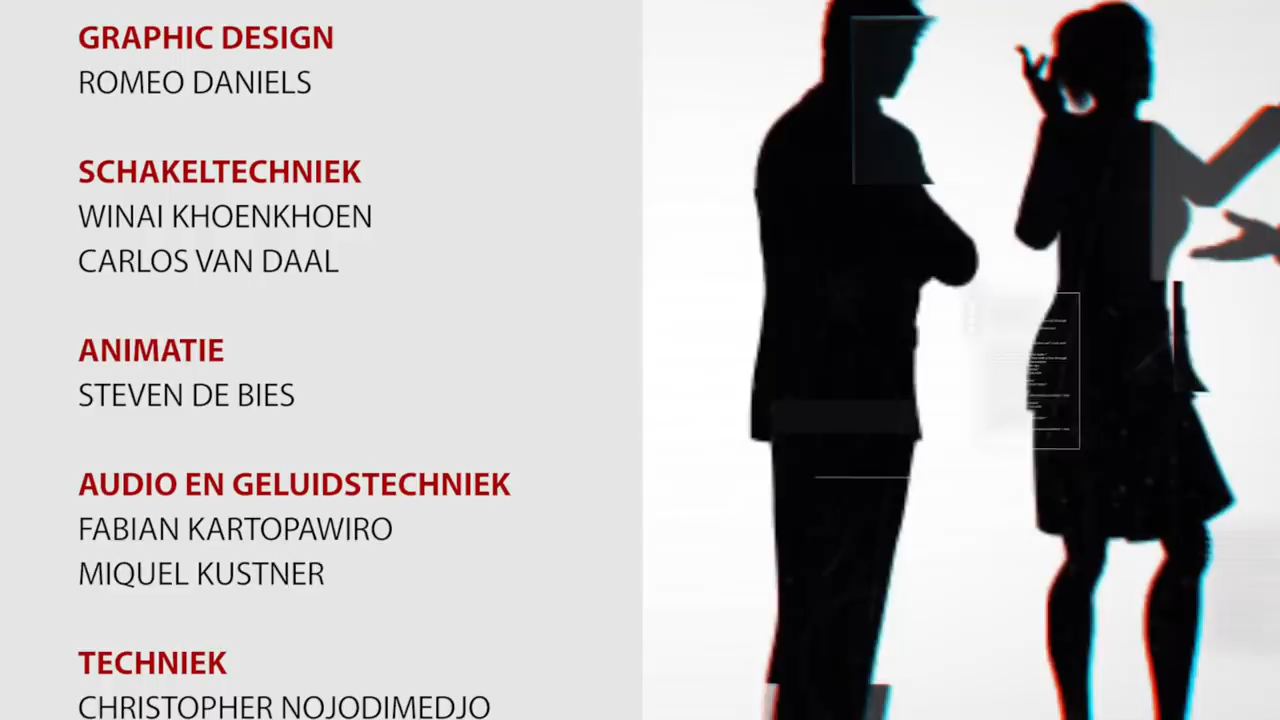 GRAPHIC DESIGN
ROMEO DANIELS
SCHAKELTECHNIEK
WINAI KHOENKHOEN
CARLOS VAN DAAL
ANIMATIE
STEVEN DE BIES
AUDIO EN GELUIDSTECHNIEK
FABIAN KARTOPAWIRO
MIQUEL KUSTNER
TECHNIEK
CHRISTOPHER NOJODIMEDJO